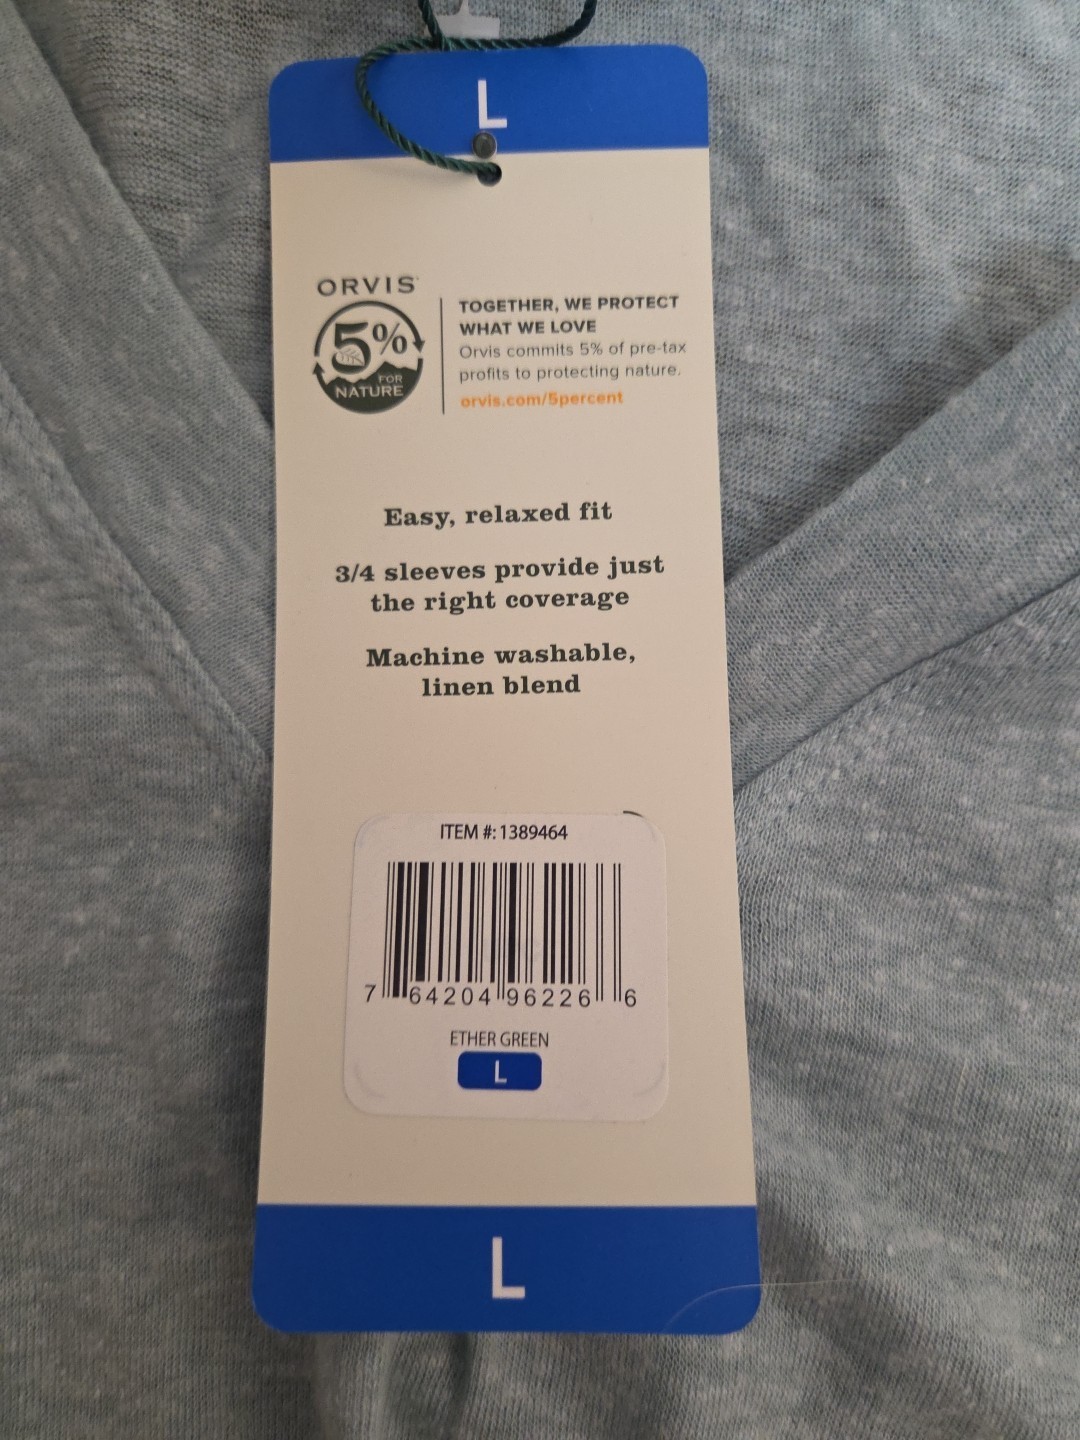 L
ORVIS
5%
FOR
NATURE
TOGETHER, WE PROTECT
WHAT WE LOVE
Orvis commits 5% of pre-tax
profits to protecting nature.
orvis.com/5percent
Easy, relaxed fit
3/4 sleeves provide just
the right coverage
Machine washable,
linen blend
ITEM #: 1389464
7 64204 96226 6
ETHER GREEN
L
L